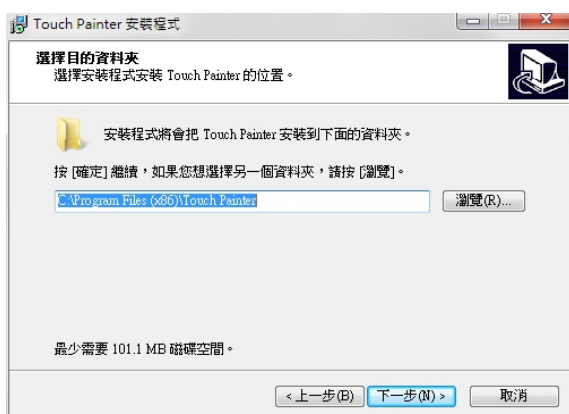 Touch Painter 安裝程式
選擇目的資料夾
選擇安裝程式安裝 Touch Painter 的位置。
安裝程式將會把 Touch Painter 安裝到下面的資料夾。
按 [確定] 繼續，如果您想選擇另一個資料夾，請按 [瀏覽]。
C:\Program Files (x86)\Touch Painter
瀏覽(R)...
最少需要 101.1 MB 磁碟空間。
< 上一步(B) 下一步(N) > 取消